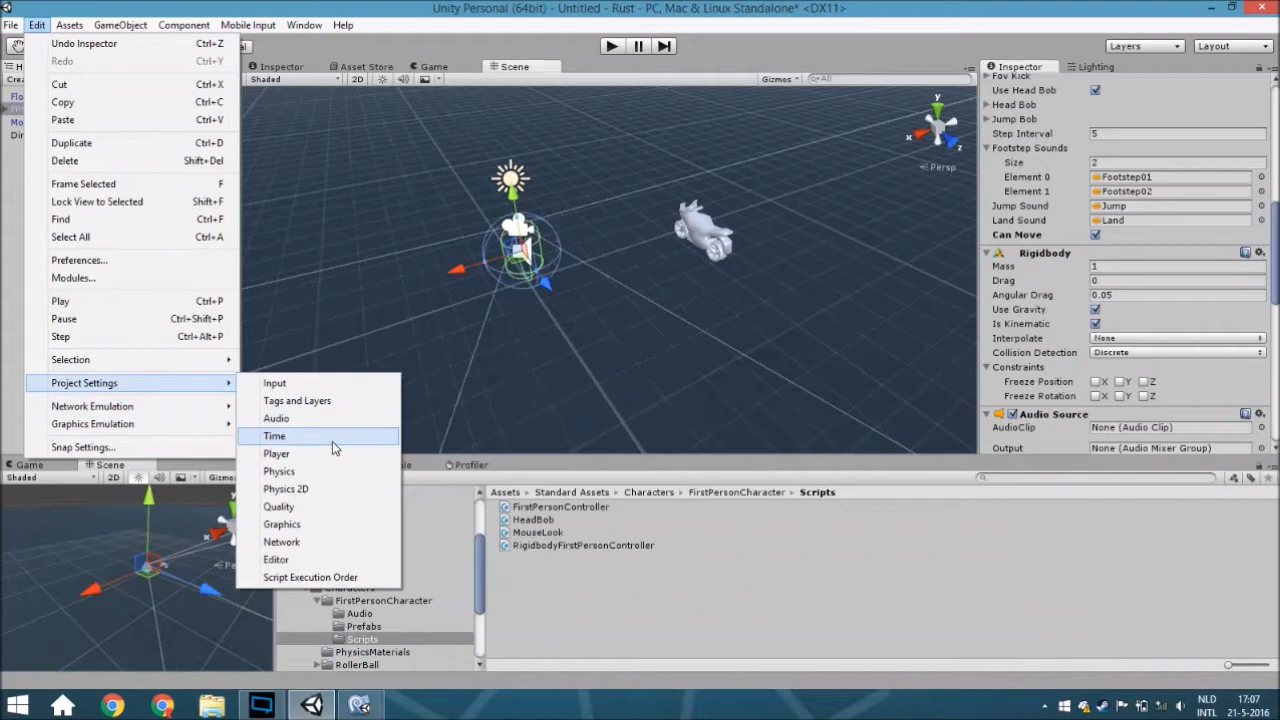 Unity Personal (64bit) - Untitled - Rust - PC, Mac & Linux Standalone* <DX11>
File Edit Assets GameObject Component Mobile Input Window Help
Undo Inspector Ctrl+Z
Redo Ctrl+Y
Cut Ctrl+X
Copy Ctrl+C
Paste Ctrl+V
Duplicate Ctrl+D
Delete Shift+Del
Frame Selected F
Lock View to Selected Shift+F
Find Ctrl+F
Select All Ctrl+A
Preferences...
Modules...
Play Ctrl+P
Pause Ctrl+Shift+P
Step Ctrl+Alt+P
Selection
Project Settings
Network Emulation
Graphics Emulation
Snap Settings...
Input
Tags and Layers
Audio
Time
Player
Physics
Physics 2D
Quality
Graphics
Network
Editor
Script Execution Order
Layers Layout
Inspector Asset Store Game Scene
Shaded 2D Gizmos All
y
x
z
Persp
Inspector Lighting
Fov Kick
Use Head Bob
Head Bob
Jump Bob
Step Interval 5
Footstep Sounds
Size 2
Element 0 Footstep01
Element 1 Footstep02
Jump Sound Jump
Land Sound Land
Can Move
Rigidbody
Mass 1
Drag 0
Angular Drag 0.05
Use Gravity
Is Kinematic
Interpolate None
Collision Detection Discrete
Constraints
Freeze Position X Y Z
Freeze Rotation X Y Z
Audio Source
AudioClip None (Audio Clip)
Output None (Audio Mixer Group)
Game Scene
Shaded 2D Gizmos
Profiler
Assets Standard Assets Characters FirstPersonCharacter Scripts
FirstPersonController
HeadBob
MouseLook
RigidbodyFirstPersonController
Characters
FirstPersonCharacter
Audio
Prefabs
Scripts
PhysicsMaterials
RollerBall
NLD 17:07
INTL 21-5-2016